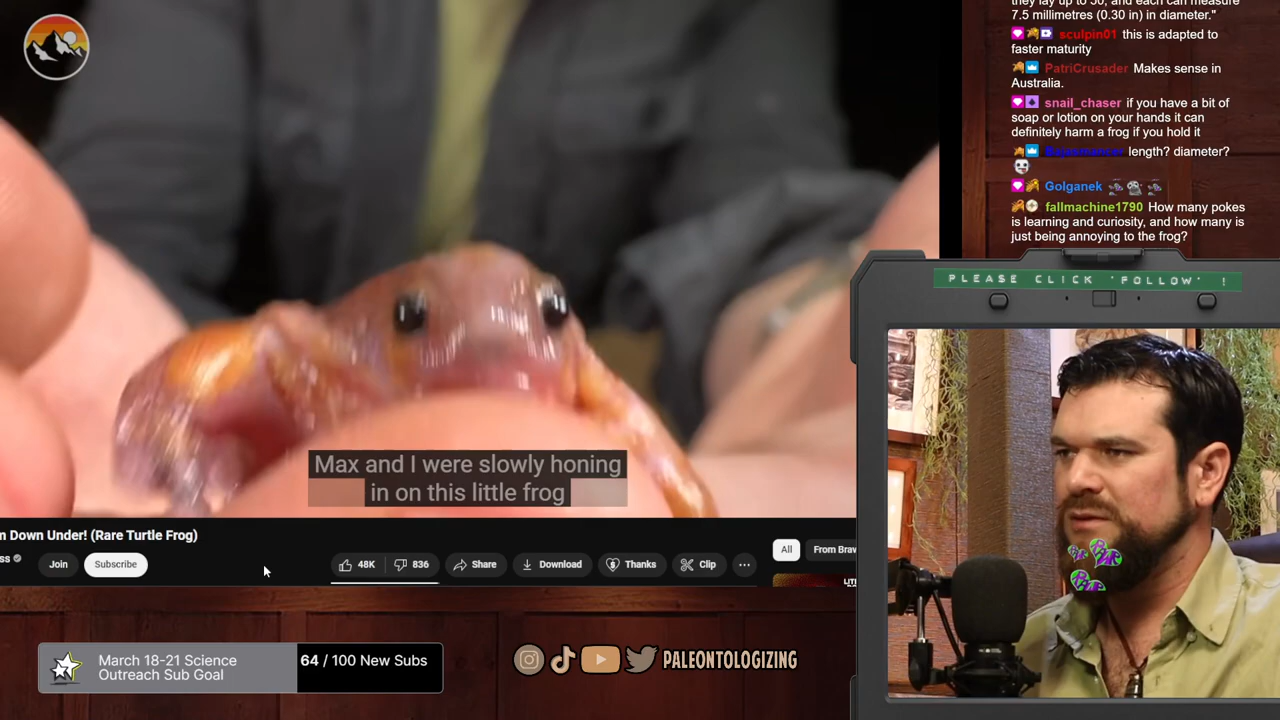 they lay up to 50, and each can measure
7.5 millimetres (0.30 in) in diameter."
sculpin01 this is adapted to
faster maturity
PatriCrusader Makes sense in
Australia.
snail_chaser if you have a bit of
soap or lotion on your hands it can
definitely harm a frog if you hold it
length? diameter?
Golganek
fallmachine1790 How many pokes
is learning and curiosity, and how many is
just being annoying to the frog?
PLEASE CLICK "FOLLOW" !
Max and I were slowly honing
in on this little frog
m Down Under! (Rare Turtle Frog)
ss
Join
Subscribe
48K
836
Share
Download
Thanks
Clip
All
From Brav
March 18-21 Science
Outreach Sub Goal
64 / 100 New Subs
PALEONTOLOGIZING